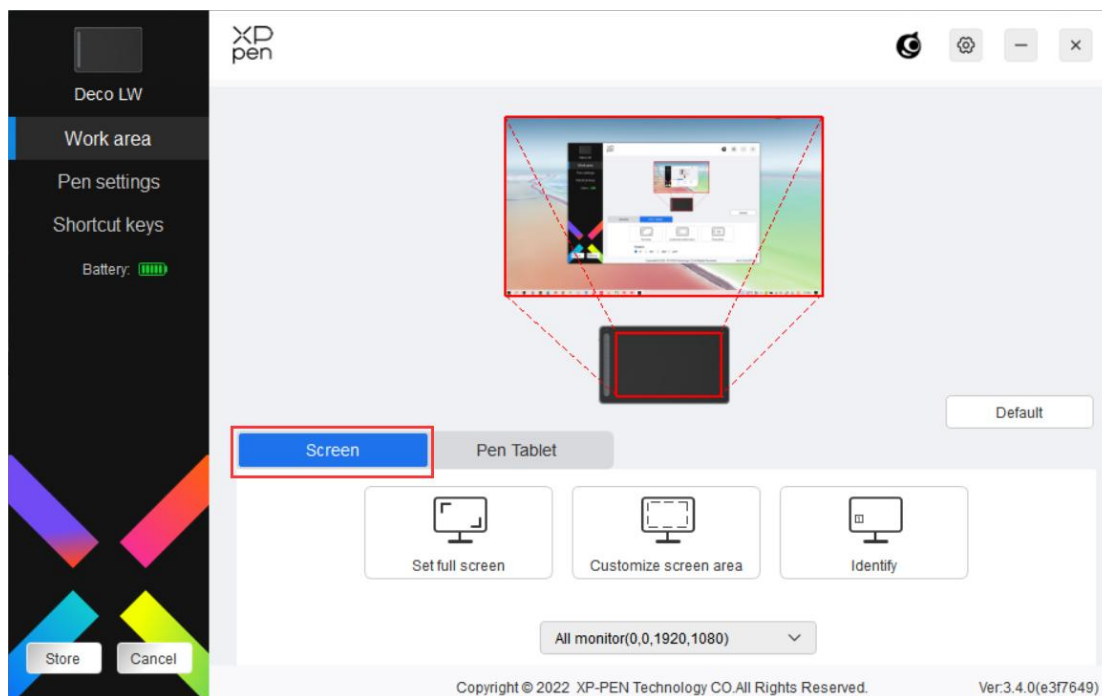 XP
pen
Deco LW
Work area
Pen settings
Shortcut keys
Battery:
Default
Screen
Pen Tablet
Set full screen
Customize screen area
Identify
1
All monitor(0,0,1920,1080)
Store
Cancel
Copyright © 2022 XP-PEN Technology CO.All Rights Reserved.
Ver:3.4.0(e3f7649)